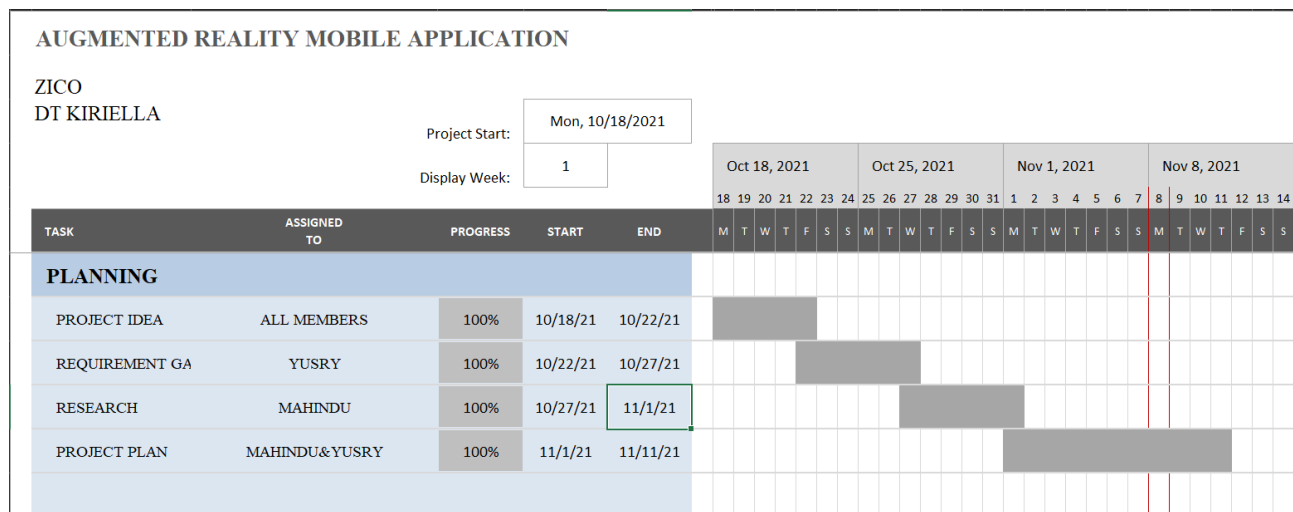 AUGMENTED REALITY MOBILE APPLICATION
ZICO
DT KIRIELLA
Project Start: Mon, 10/18/2021
Display Week: 1
Oct 18, 2021 Oct 25, 2021 Nov 1, 2021 Nov 8, 2021
18 19 20 21 22 23 24 25 26 27 28 29 30 31 1 2 3 4 5 6 7 8 9 10 11 12 13 14
TASK ASSIGNED TO PROGRESS START END M T W T F S S M T W T F S S M T W T F S S M T W T F S S
PLANNING
PROJECT IDEA ALL MEMBERS 100% 10/18/21 10/22/21
REQUIREMENT GA YUSRY 100% 10/22/21 10/27/21
RESEARCH MAHINDU 100% 10/27/21 11/1/21
PROJECT PLAN MAHINDU&YUSRY 100% 11/1/21 11/11/21